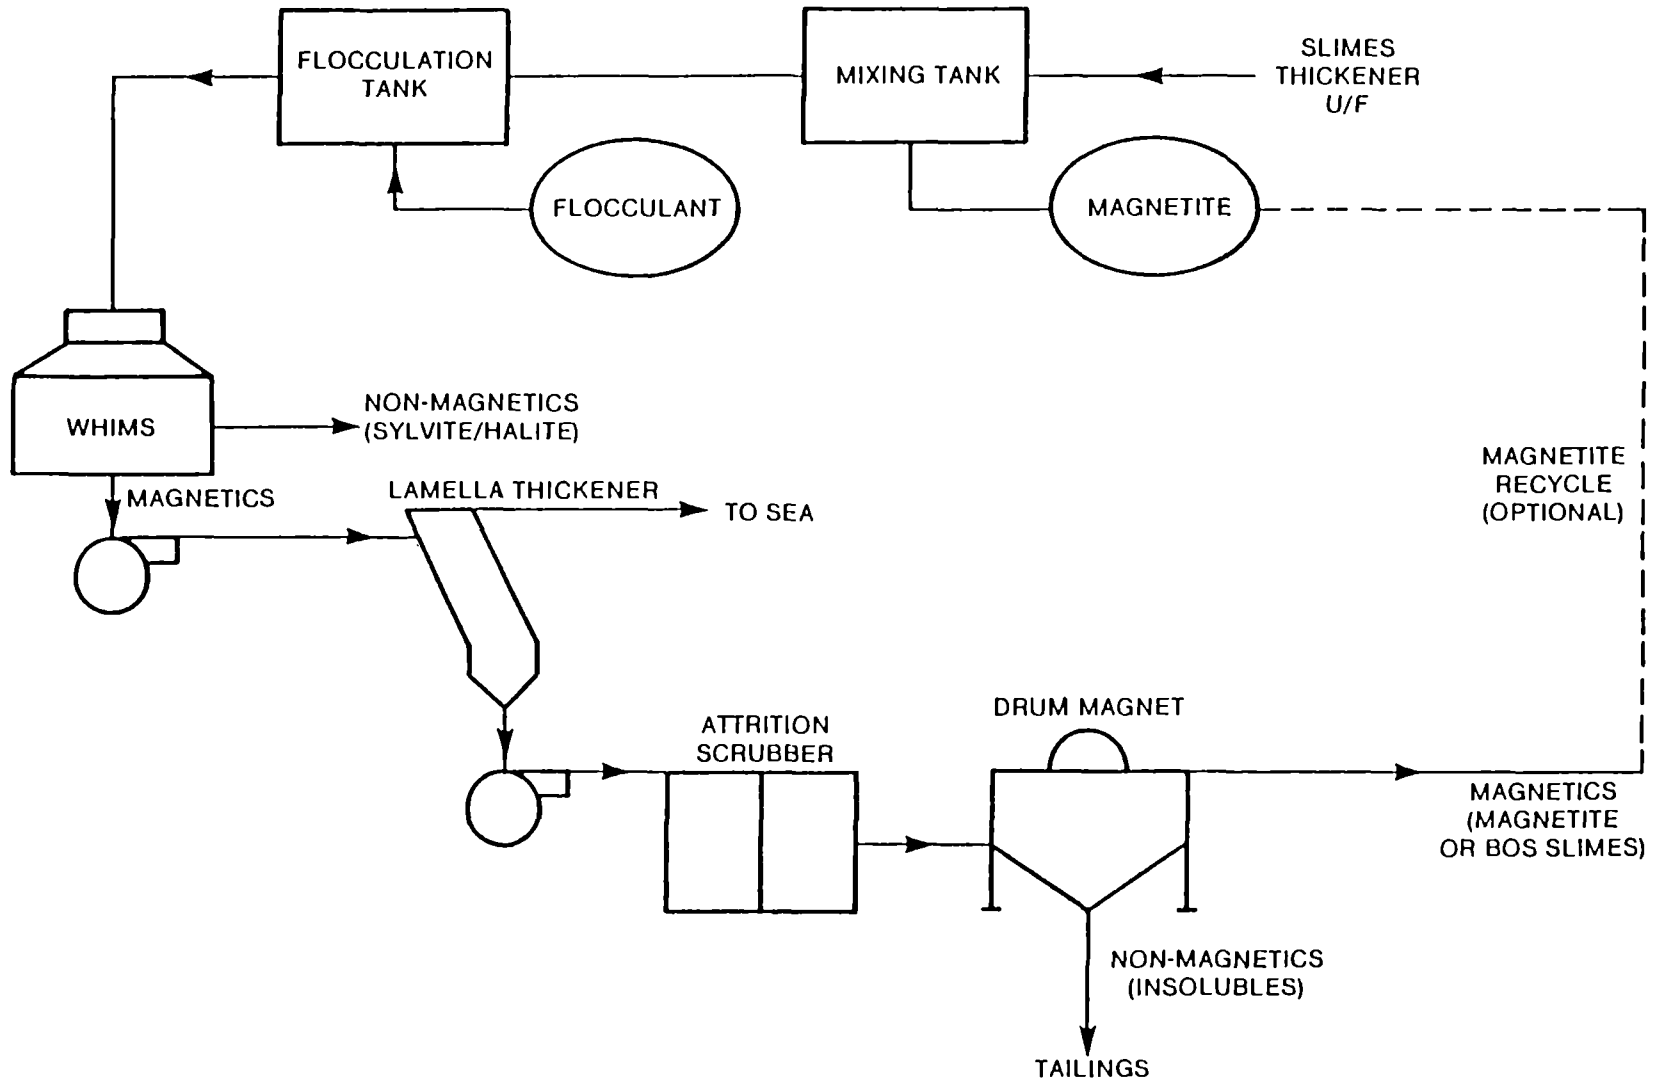 FLOCCULATION
TANK
MIXING TANK
SLIMES
THICKENER
U/F
FLOCCULANT
MAGNETITE
WHIMS
NON-MAGNETICS
(SYLVITE/HALITE)
MAGNETICS
LAMELLA THICKENER
TO SEA
MAGNETITE
RECYCLE
(OPTIONAL)
ATTRITION
SCRUBBER
DRUM MAGNET
MAGNETICS
(MAGNETITE
OR BOS SLIMES)
NON-MAGNETICS
(INSOLUBLES)
TAILINGS